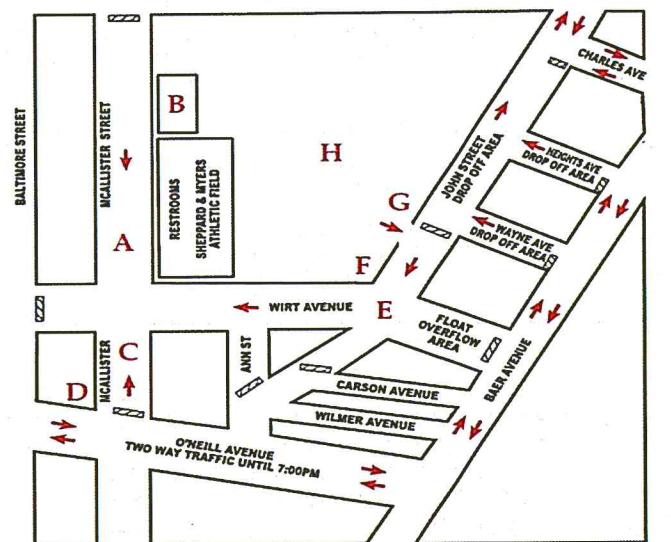 CHARLES AVE
BALTIMORE STREET
MCALLISTER STREET
B
RESTROOMS
SHEPPARD & MYERS
ATHLETIC FIELD
H
JOHN STREET
DROP OFF AREA
HEIGHTS AVE
DROP OFF AREA
G
WAYNE AVE
DROP OFF AREA
A
F
WIRT AVENUE
E
FLOAT
OVERFLOW
AREA
BAER AVENUE
MCALLISTER
C
D
ANN ST
CARSON AVENUE
WILMER AVENUE
O'NEILL AVENUE
TWO WAY TRAFFIC UNTIL 7:00PM